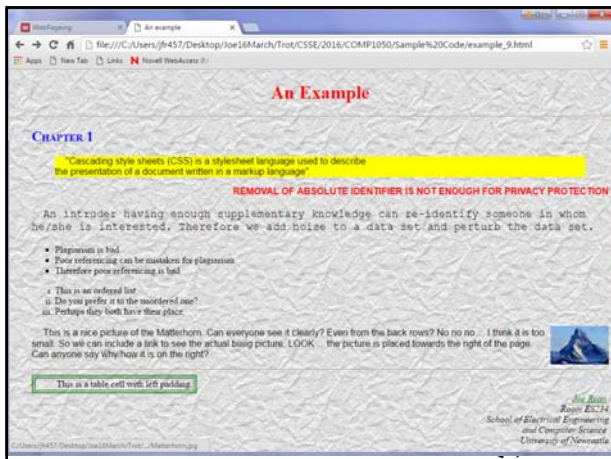 WebPageing
An example
file:///C:/Users/jfr457/Desktop/Joe16March/Trot/CSSE/2016/COMP1050/Sample%20Code/example_9.html
Apps New Tab Links Novell WebAccess
An Example
CHAPTER 1
"Cascading style sheets (CSS) is a stylesheet language used to describe
the presentation of a document written in a markup language"
REMOVAL OF ABSOLUTE IDENTIFIER IS NOT ENOUGH FOR PRIVACY PROTECTION
An intruder having enough supplementary knowledge can re-identify someone in whom
he/she is interested. Therefore we add noise to a data set and perturb the data set.
Plagiarism is bad
Poor referencing can be mistaken for plagiarism
Therefore poor referencing is bad
i. This is an ordered list
ii. Do you prefer it to the unordered one?
iii. Perhaps they both have their place
This is a nice picture of the Matterhorn. Can everyone see it clearly? Even from the back rows? No no no ... I think it is too
small. So we can include a link to see the actual bisig picture. LOOK ... the picture is placed towards the right of the page.
Can anyone say why/how it is on the right?
This is a table cell with left padding.
Joe Ryan
Room ES234
School of Electrical Engineering
and Computer Science
University of Newcastle
C:/Users/jfr457/Desktop/Joe16March/Trot/.../Matterhorn.jpg